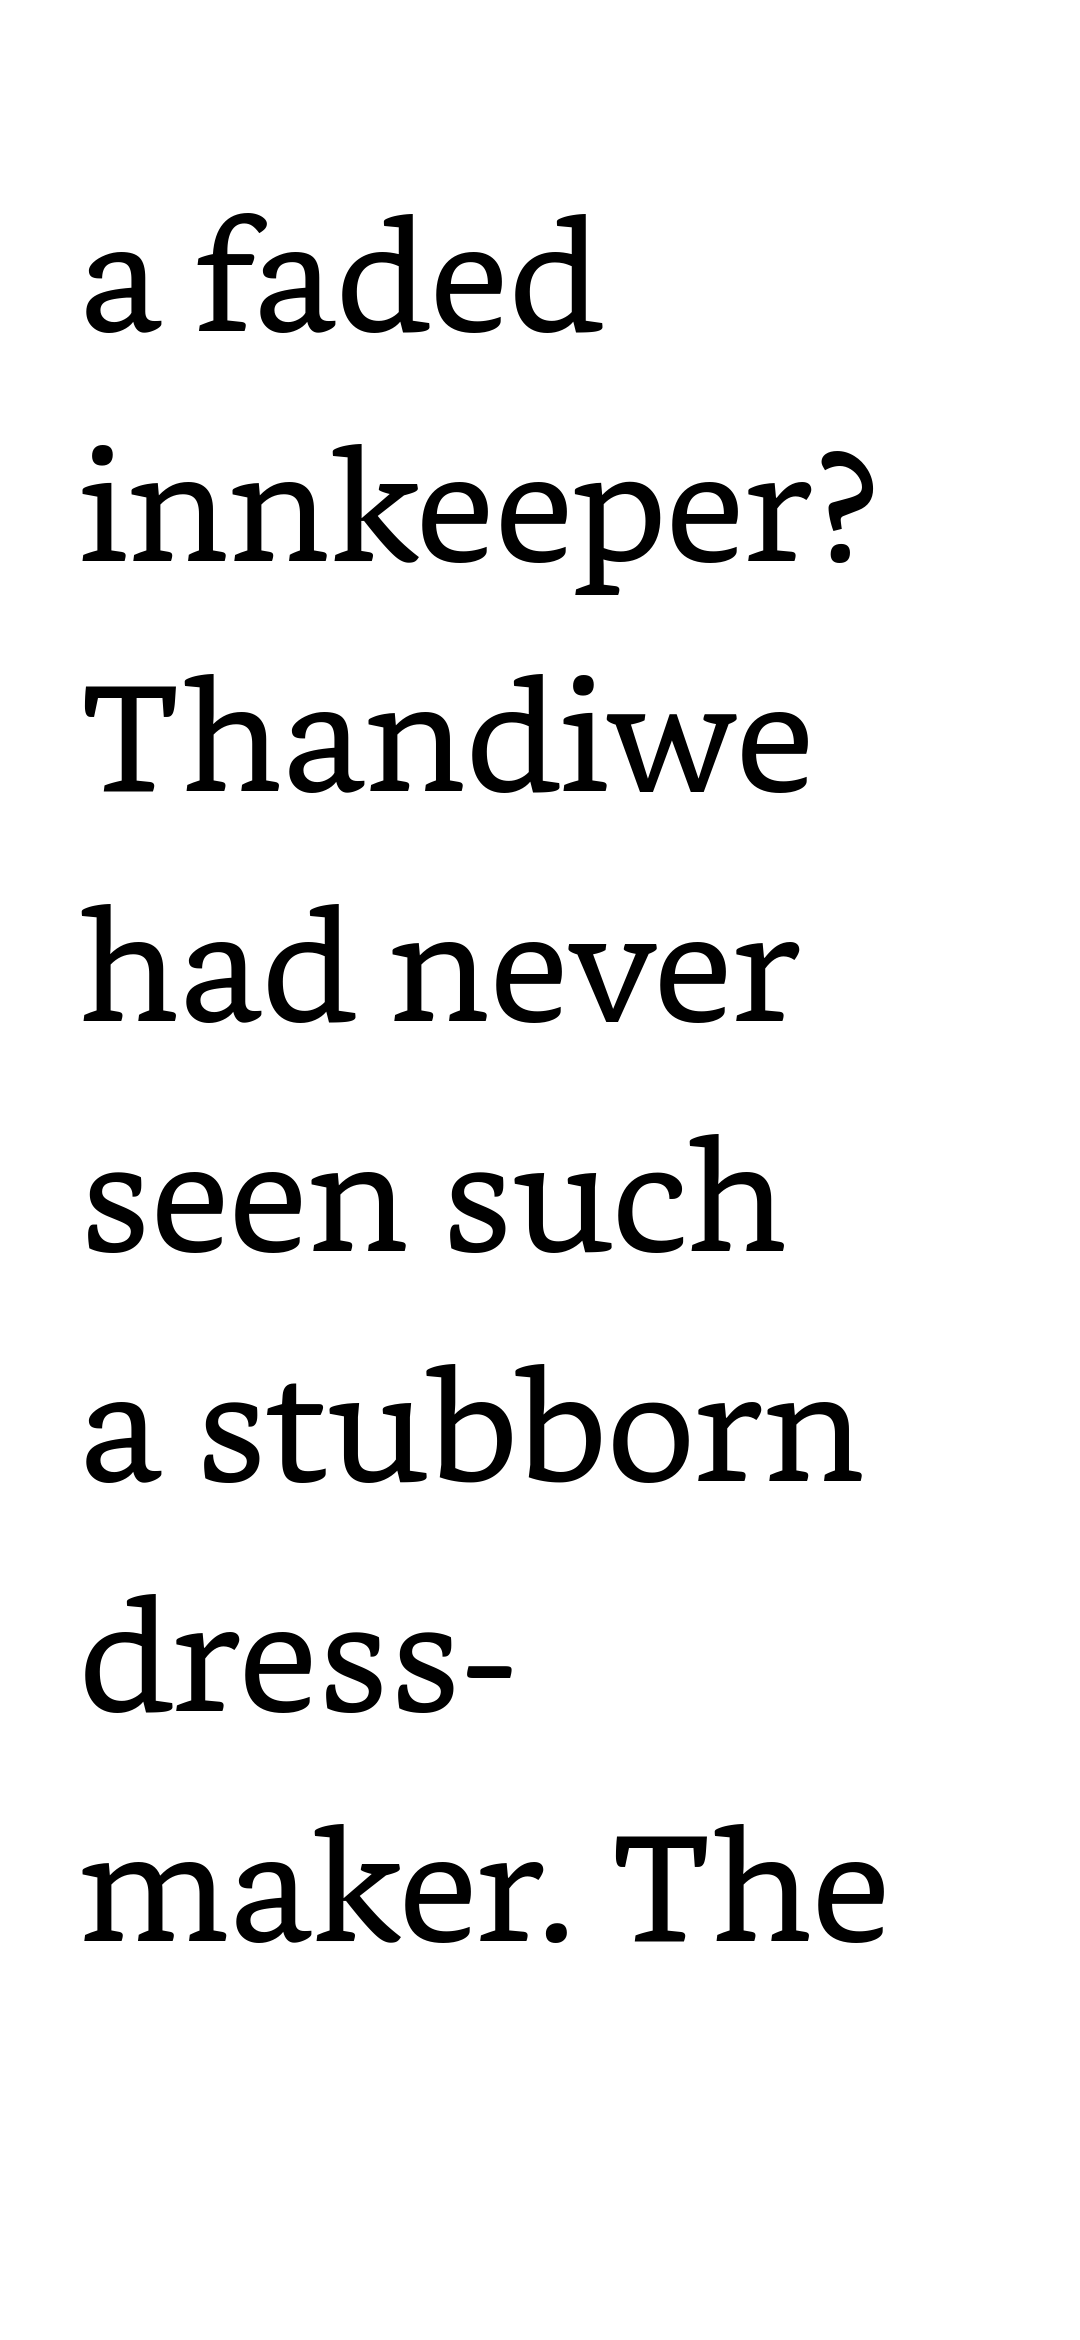 a faded
innkeeper?
Thandiwe
had never
seen such
a stubborn
dress-
maker. The